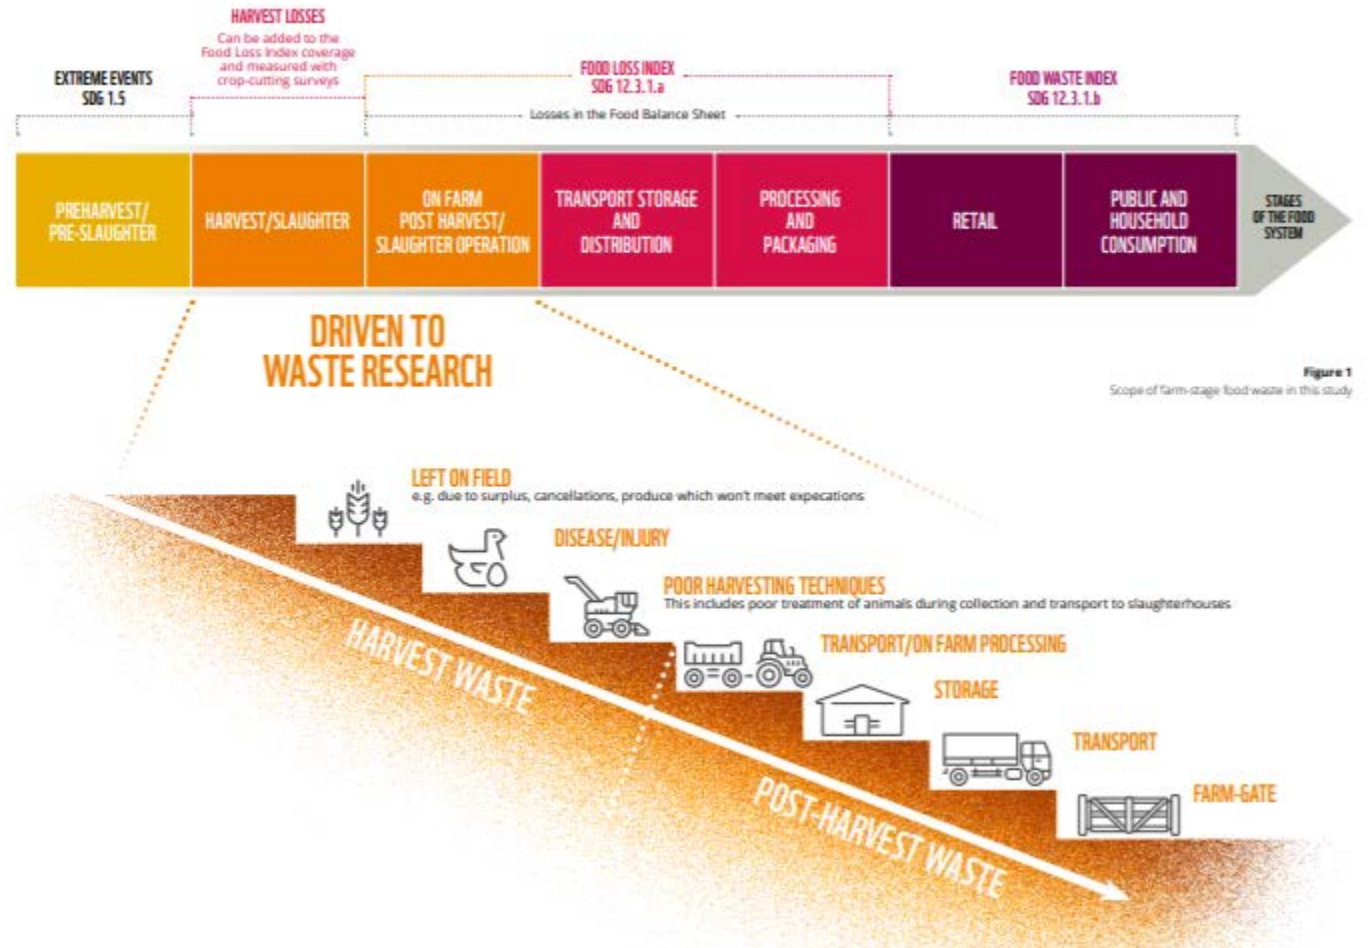 HARVEST LOSSES
Can be added to the
Food Loss Index coverage
and measured with
crop-cutting surveys
EXTREME EVENTS
SDG 1.5
FOOD LOSS INDEX
SDG 12.3.1.a
Losses in the Food Balance Sheet
FOOD WASTE INDEX
SDG 12.3.1.b
PREHARVEST/
PRE-SLAUGHTER
HARVEST/SLAUGHTER
ON FARM
POST HARVEST/
SLAUGHTER OPERATION
TRANSPORT STORAGE
AND
DISTRIBUTION
PROCESSING
AND
PACKAGING
RETAIL
PUBLIC AND
HOUSEHOLD
CONSUMPTION
STAGES
OF THE FOOD
SYSTEM
DRIVEN TO
WASTE RESEARCH
Figure 1
Scope of farm-stage food waste in this study
LEFT ON FIELD
e.g. due to surplus, cancellations, produce which won't meet expecations
DISEASE/INJURY
POOR HARVESTING TECHNIQUES
This includes poor treatment of animals during collection and transport to slaughterhouses
TRANSPORT/ON FARM PROCESSING
STORAGE
TRANSPORT
FARM-GATE
HARVEST WASTE
POST-HARVEST WASTE